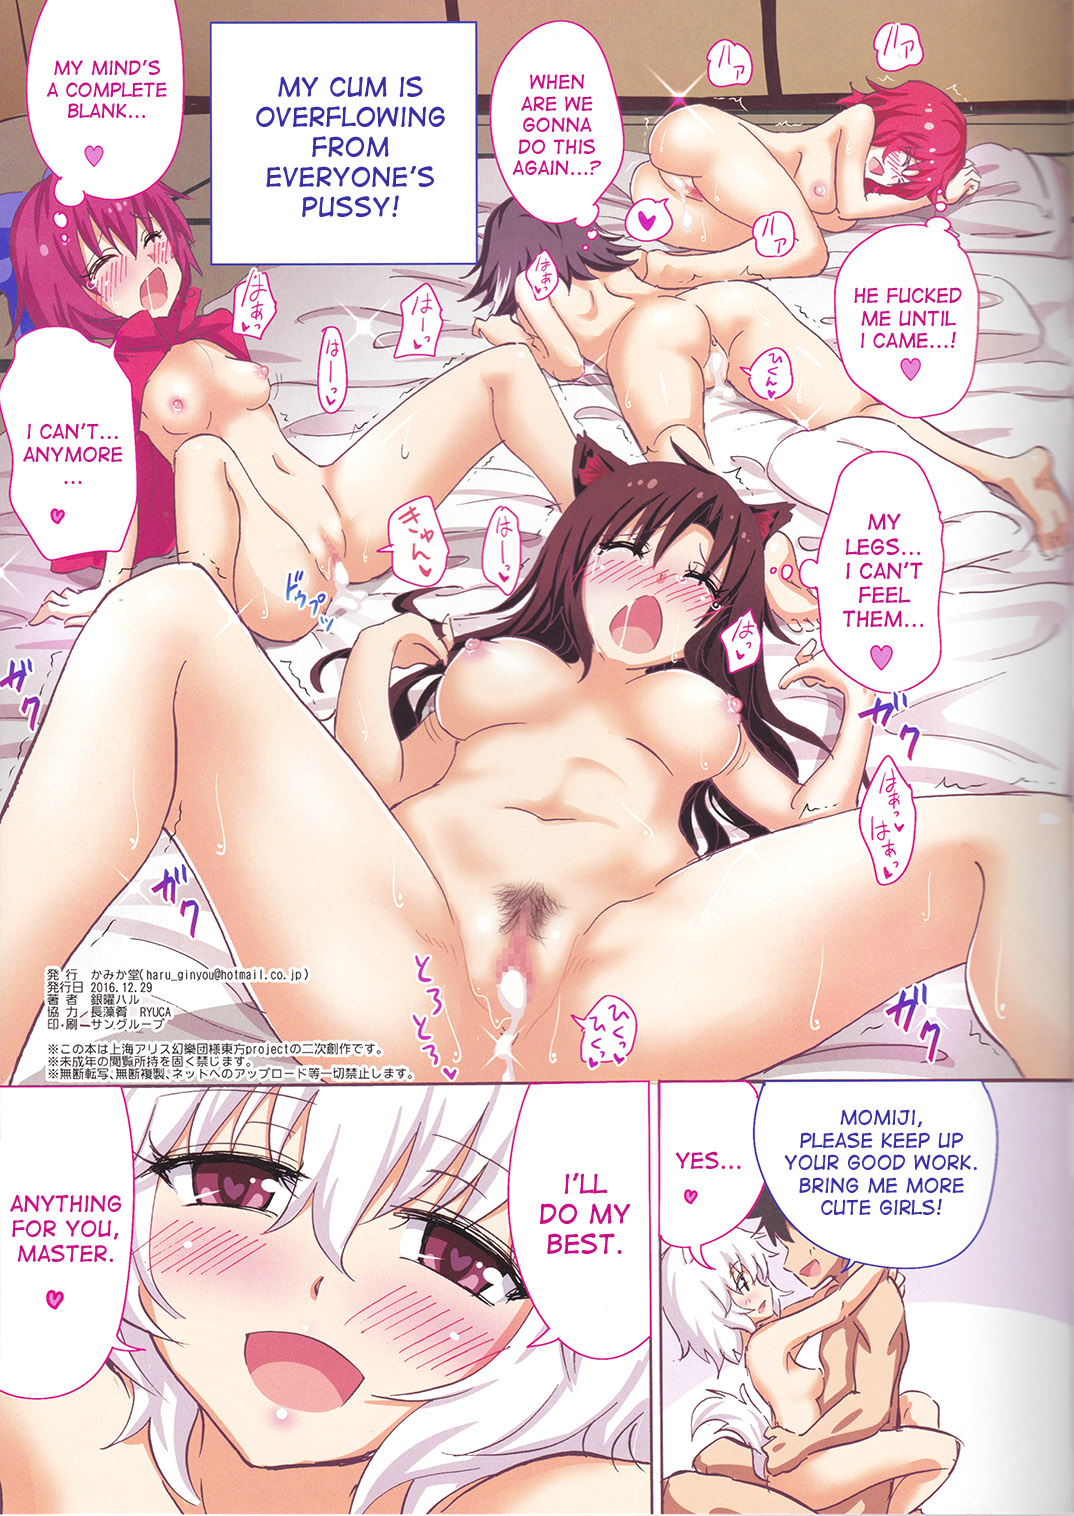 MY MIND'S
A COMPLETE
BLANK...
MY CUM IS
OVERFLOWING
FROM
EVERYONE'S
PUSSY!
WHEN
ARE WE
GONNA
DO THIS
AGAIN...?
ハァ
ハァ
ハァ
HE FUCKED
ME UNTIL
I CAME...!
I CAN'T...
ANYMORE
...
はぁっ
はーっ
はーっ
はぁっ
ひくん
MY
LEGS...
I CAN'T
FEEL
THEM...
きゅん
はーっ
はっ
ドゥプッ
ガク
ガク
ガク
はぁっ
はぁっ
とろ
とろ
ひくっ
ひくっ
発 行 かみか堂(haru_ginyou@hotmail.co.jp)
発行日 2016.12.29
著 者 銀曜ハル
協 力 長藻肴 RYUCA
印・刷 サングループ
※この本は上海アリス幻樂団様東方projectの二次創作です。
※未成年の閲覧所持を固く禁じます。
※無断転写、無断複製、ネットへのアップロード等一切禁止します。
MOMIJI,
PLEASE KEEP UP
YOUR GOOD WORK.
BRING ME MORE
CUTE GIRLS!
YES...
I'LL
DO MY
BEST.
ANYTHING
FOR YOU,
MASTER.